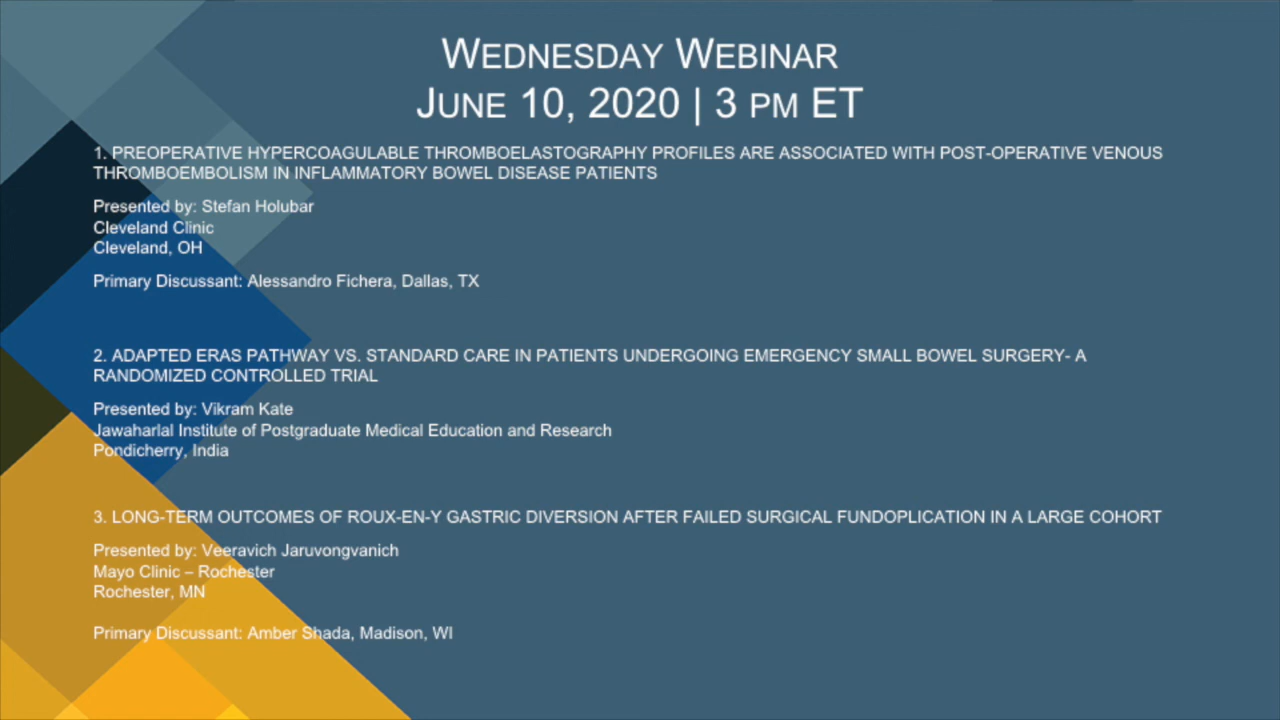 Wednesday Webinar
June 10, 2020 | 3 pm ET
1. PREOPERATIVE HYPERCOAGULABLE THROMBOELASTOGRAPHY PROFILES ARE ASSOCIATED WITH POST-OPERATIVE VENOUS
THROMBOEMBOLISM IN INFLAMMATORY BOWEL DISEASE PATIENTS
Presented by: Stefan Holubar
Cleveland Clinic
Cleveland, OH
Primary Discussant: Alessandro Fichera, Dallas, TX
2. ADAPTED ERAS PATHWAY VS. STANDARD CARE IN PATIENTS UNDERGOING EMERGENCY SMALL BOWEL SURGERY- A
RANDOMIZED CONTROLLED TRIAL
Presented by: Vikram Kate
Jawaharlal Institute of Postgraduate Medical Education and Research
Pondicherry, India
3. LONG-TERM OUTCOMES OF ROUX-EN-Y GASTRIC DIVERSION AFTER FAILED SURGICAL FUNDOPLICATION IN A LARGE COHORT
Presented by: Veeravich Jaruvongvanich
Mayo Clinic – Rochester
Rochester, MN
Primary Discussant: Amber Shada, Madison, WI